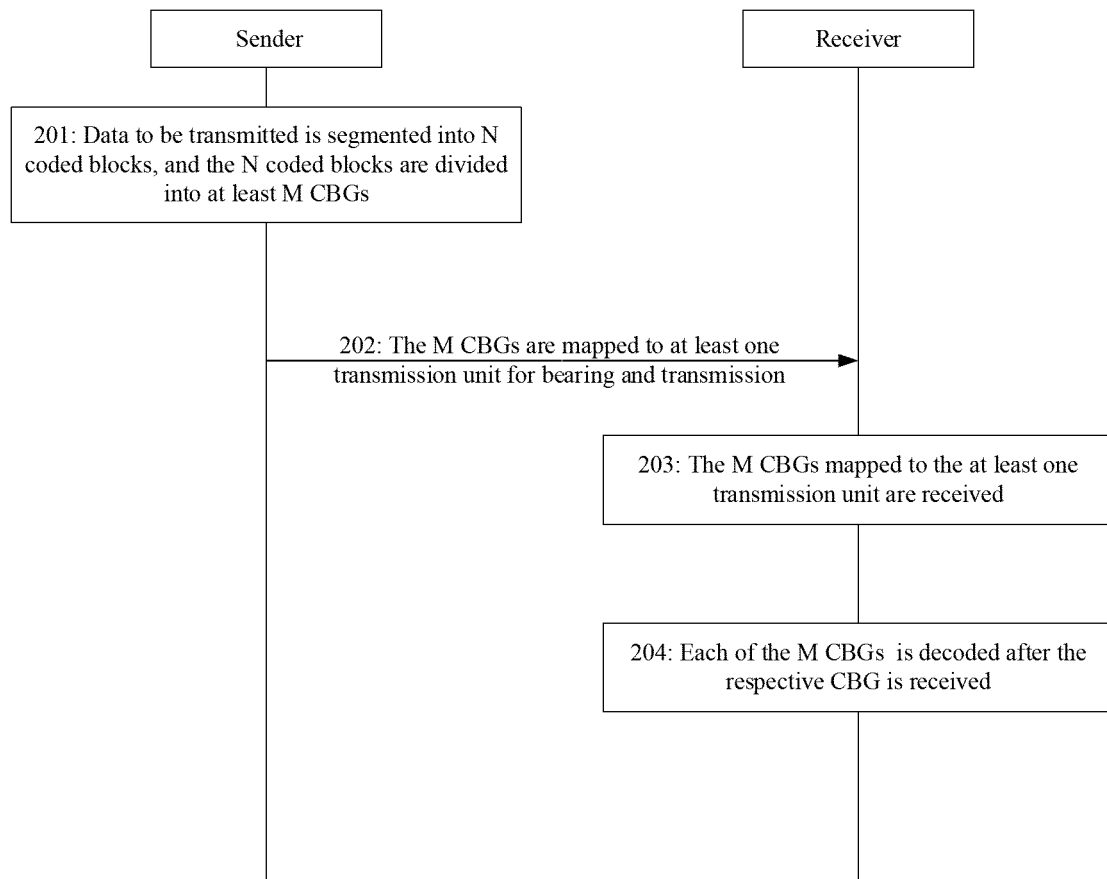 Sender
Receiver
201: Data to be transmitted is segmented into N
coded blocks, and the N coded blocks are divided
into at least M CBGs
202: The M CBGs are mapped to at least one
transmission unit for bearing and transmission
203: The M CBGs mapped to the at least one
transmission unit are received
204: Each of the M CBGs is decoded after the
respective CBG is received